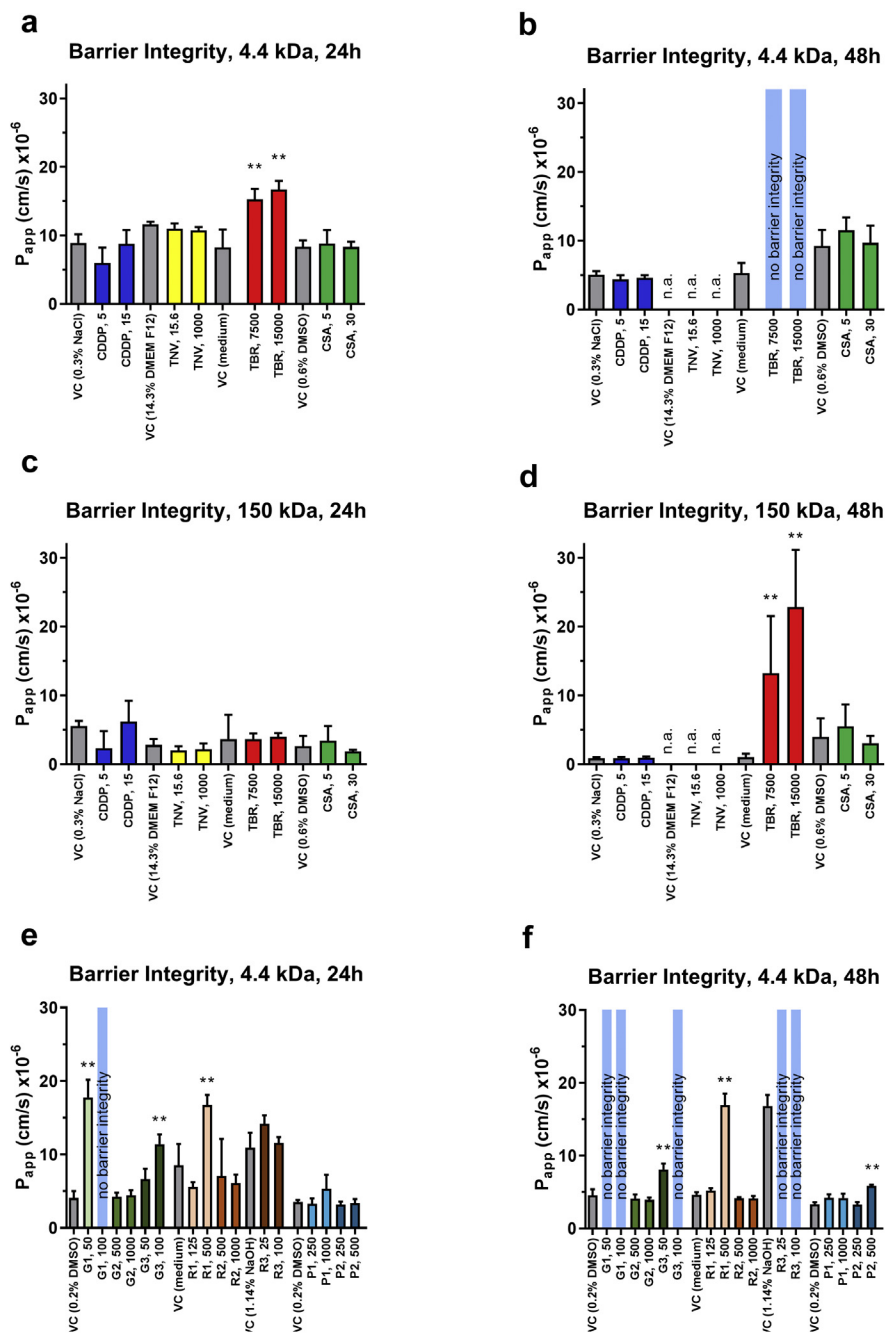 a
Barrier Integrity, 4.4 kDa, 24h
P_app (cm/s) x10^-6
30
20
10
0
**
**
VC (0.3% NaCl)
CDDP, 5
CDDP, 15
VC (14.3% DMEM F12)
TNV, 15.6
TNV, 1000
VC (medium)
TBR, 7500
TBR, 15000
VC (0.6% DMSO)
CSA, 5
CSA, 30
b
Barrier Integrity, 4.4 kDa, 48h
P_app (cm/s) x10^-6
30
20
10
0
n.a.
n.a.
n.a.
no barrier integrity
no barrier integrity
VC (0.3% NaCl)
CDDP, 5
CDDP, 15
VC (14.3% DMEM F12)
TNV, 15.6
TNV, 1000
VC (medium)
TBR, 7500
TBR, 15000
VC (0.6% DMSO)
CSA, 5
CSA, 30
c
Barrier Integrity, 150 kDa, 24h
P_app (cm/s) x10^-6
30
20
10
0
VC (0.3% NaCl)
CDDP, 5
CDDP, 15
VC (14.3% DMEM F12)
TNV, 15.6
TNV, 1000
VC (medium)
TBR, 7500
TBR, 15000
VC (0.6% DMSO)
CSA, 5
CSA, 30
d
Barrier Integrity, 150 kDa, 48h
P_app (cm/s) x10^-6
30
20
10
0
n.a.
n.a.
n.a.
**
**
VC (0.3% NaCl)
CDDP, 5
CDDP, 15
VC (14.3% DMEM F12)
TNV, 15.6
TNV, 1000
VC (medium)
TBR, 7500
TBR, 15000
VC (0.6% DMSO)
CSA, 5
CSA, 30
e
Barrier Integrity, 4.4 kDa, 24h
P_app (cm/s) x10^-6
30
20
10
0
**
no barrier integrity
**
**
VC (0.2% DMSO)
G1, 50
G1, 100
G2, 500
G2, 1000
G3, 50
G3, 100
VC (medium)
R1, 125
R1, 500
R2, 500
R2, 1000
VC (1.14% NaOH)
R3, 25
R3, 100
VC (0.2% DMSO)
P1, 250
P1, 1000
P2, 250
P2, 500
f
Barrier Integrity, 4.4 kDa, 48h
P_app (cm/s) x10^-6
30
20
10
0
no barrier integrity
no barrier integrity
**
no barrier integrity
**
no barrier integrity
no barrier integrity
**
VC (0.2% DMSO)
G1, 50
G1, 100
G2, 500
G2, 1000
G3, 50
G3, 100
VC (medium)
R1, 125
R1, 500
R2, 500
R2, 1000
VC (1.14% NaOH)
R3, 25
R3, 100
VC (0.2% DMSO)
P1, 250
P1, 1000
P2, 250
P2, 500